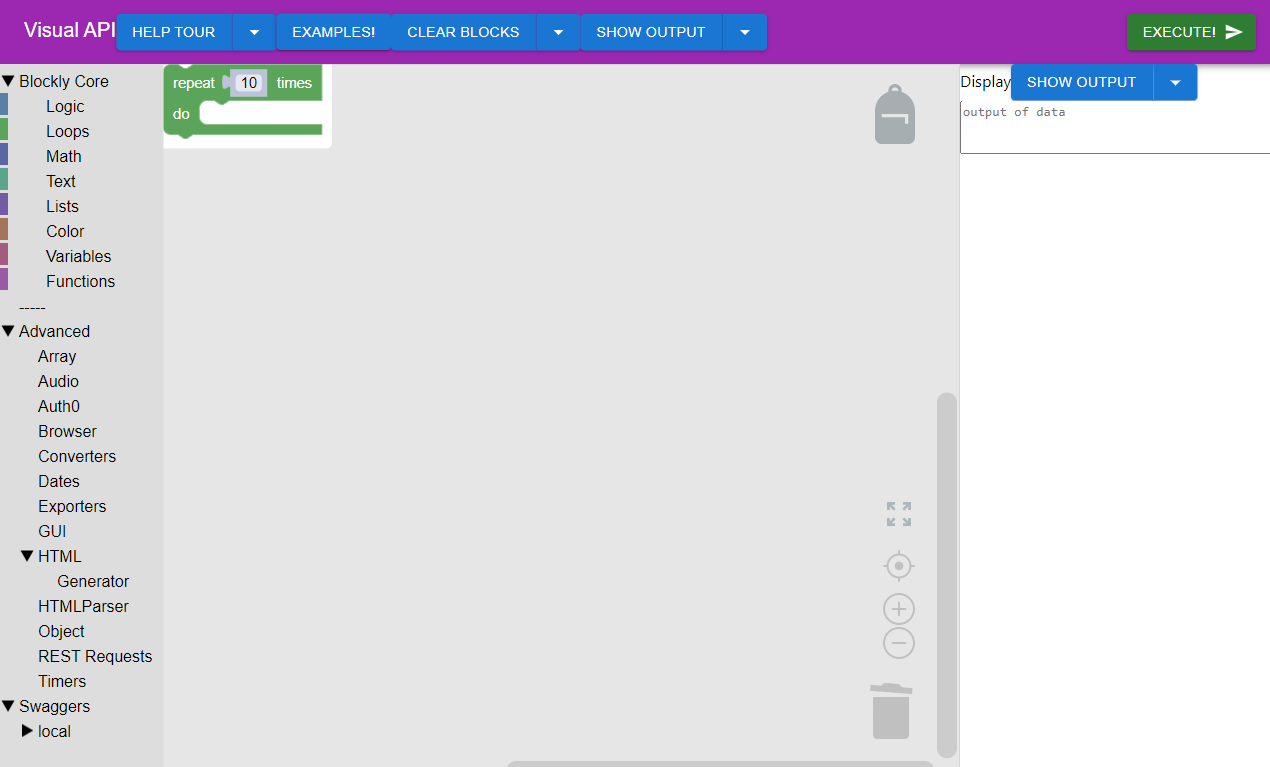 Visual API HELP TOUR EXAMPLES! CLEAR BLOCKS SHOW OUTPUT EXECUTE!
Blockly Core
Logic
Loops
Math
Text
Lists
Color
Variables
Functions
-----
Advanced
Array
Audio
Auth0
Browser
Converters
Dates
Exporters
GUI
HTML
Generator
HTMLParser
Object
REST Requests
Timers
Swaggers
local
repeat 10 times
do
Display SHOW OUTPUT
output of data